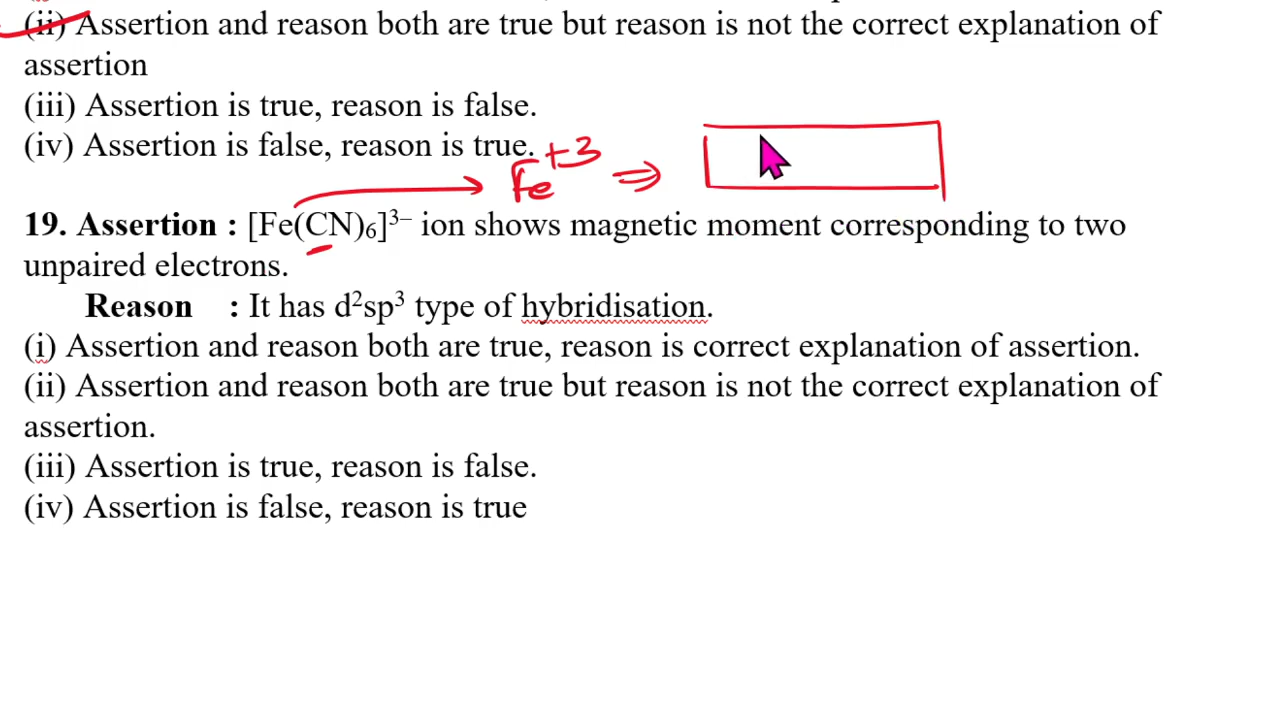 (ii) Assertion and reason both are true but reason is not the correct explanation of
assertion
(iii) Assertion is true, reason is false.
(iv) Assertion is false, reason is true.
Fe+3 ⇒
19. Assertion : [Fe(CN)₆]³⁻ ion shows magnetic moment corresponding to two
unpaired electrons.
Reason : It has d²sp³ type of hybridisation.
(i) Assertion and reason both are true, reason is correct explanation of assertion.
(ii) Assertion and reason both are true but reason is not the correct explanation of
assertion.
(iii) Assertion is true, reason is false.
(iv) Assertion is false, reason is true